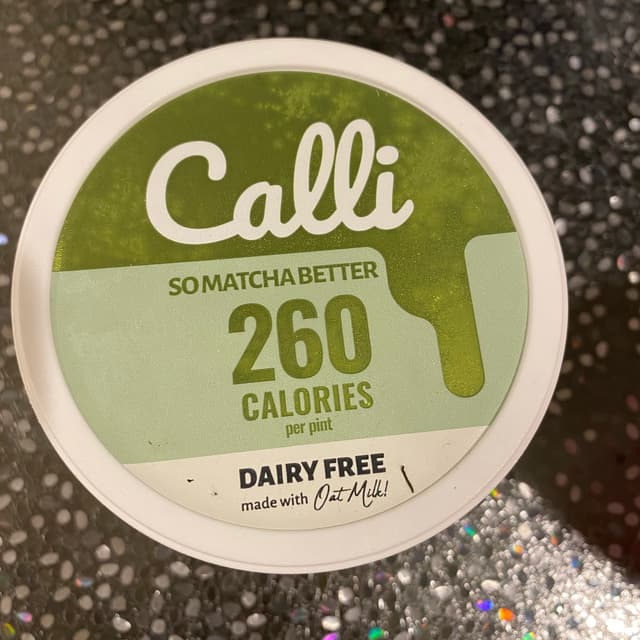 Calli
SO MATCHA BETTER
260
CALORIES
per pint
DAIRY FREE
made with Oat Milk!